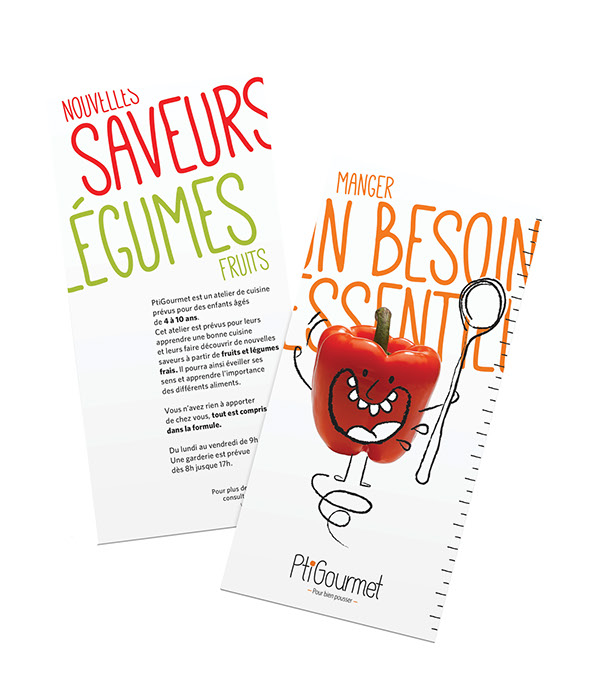 NOUVELLES
SAVEURS
LÉGUMES
FRUITS
PtiGourmet est un atelier de cuisine
prévus pour des enfants âgés
de 4 à 10 ans.
Cet atelier est prévus pour leurs
apprendre une bonne cuisine
et leurs faire découvrir de nouvelles
saveurs à partir de fruits et légumes
frais. Il pourra ainsi éveiller ses
sens et apprendre l'importance
des différents aliments.
Vous n'avez rien à apporter
de chez vous, tout est compris
dans la formule.
Du lundi au vendredi de 9h
Une garderie est prévue
dès 8h jusque 17h.
Pour plus de
consult
MANGER
UN BESOIN
ESSENTIEL
PtiGourmet
– Pour bien pousser –